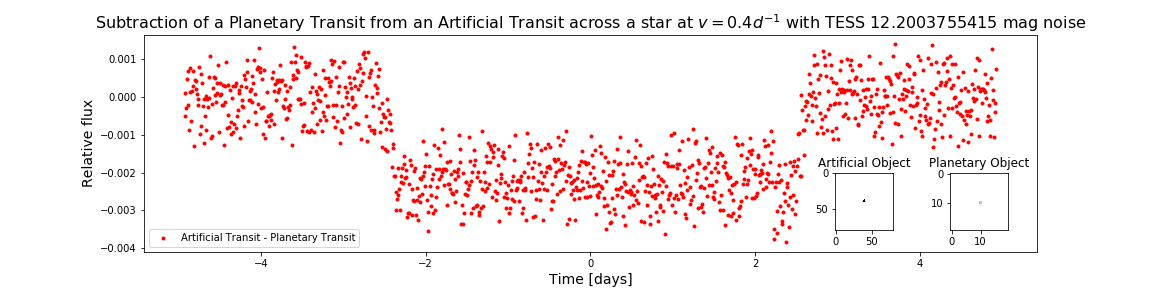 Subtraction of a Planetary Transit from an Artificial Transit across a star at v = 0.4d⁻¹ with TESS 12.2003755415 mag noise
Relative flux
0.001
0.000
−0.001
−0.002
−0.003
−0.004
Artificial Transit - Planetary Transit
Artificial Object
0
50
0 50
Planetary Object
0
10
0 10
−4 −2 0 2 4
Time [days]